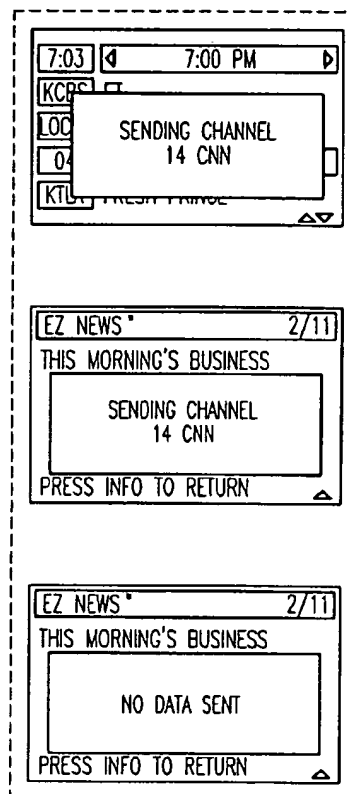 7:03 7:00 PM
KCBS
LOC
04
SENDING CHANNEL
14 CNN
EZ NEWS 2/11
THIS MORNING'S BUSINESS
SENDING CHANNEL
14 CNN
PRESS INFO TO RETURN
EZ NEWS 2/11
THIS MORNING'S BUSINESS
NO DATA SENT
PRESS INFO TO RETURN